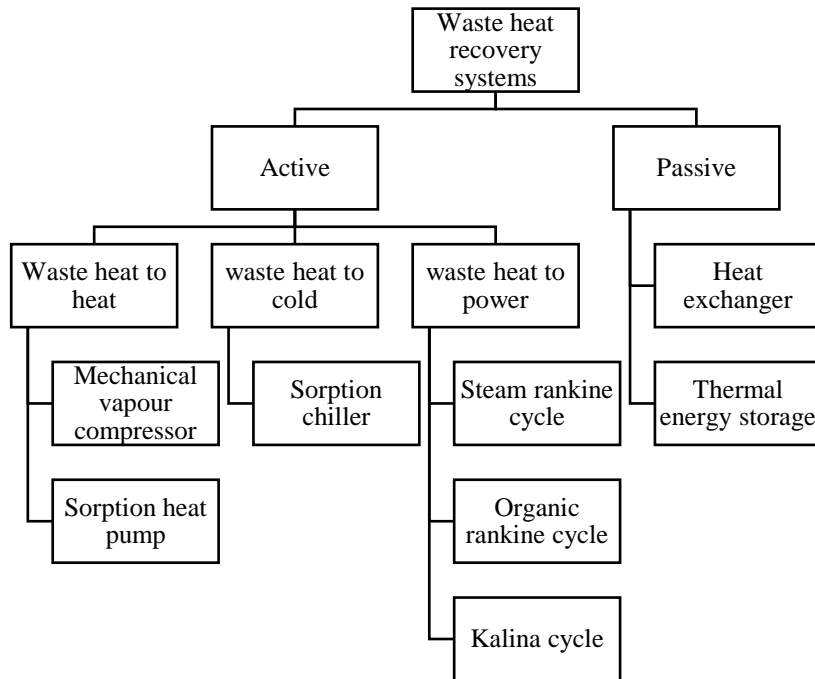 Waste heat
recovery
systems
Active
Passive
Waste heat to
heat
waste heat to
cold
waste heat to
power
Heat
exchanger
Mechanical
vapour
compressor
Sorption
chiller
Steam rankine
cycle
Thermal
energy storage
Sorption heat
pump
Organic
rankine cycle
Kalina cycle